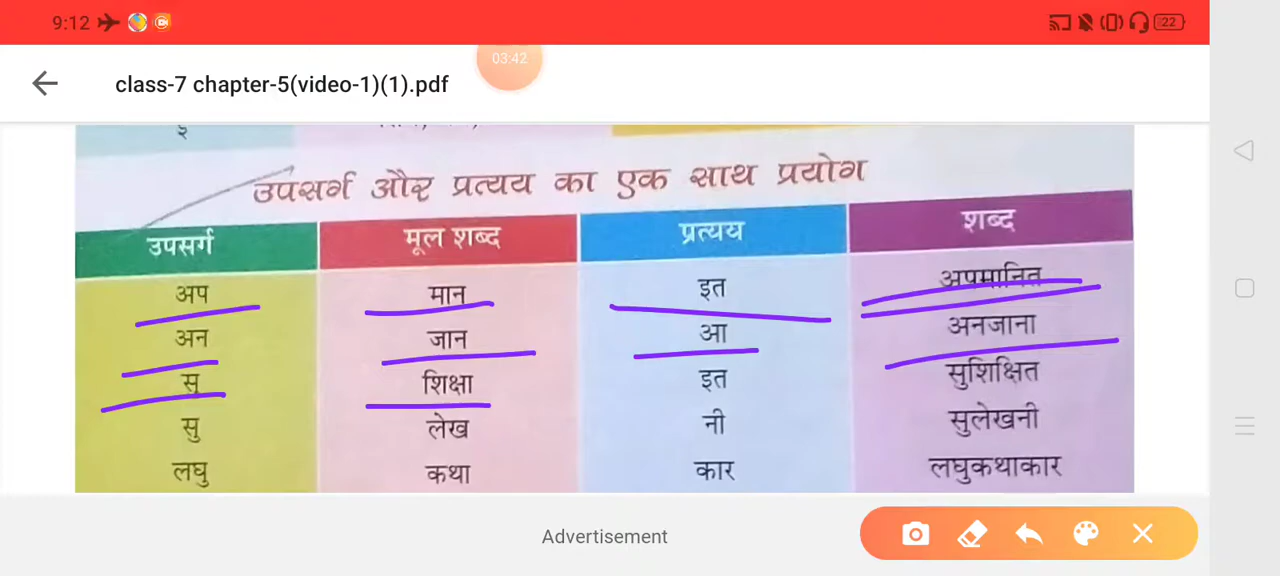 9:12 22
03:42
class-7 chapter-5(video-1)(1).pdf
उपसर्ग और प्रत्यय का एक साथ प्रयोग
उपसर्ग मूल शब्द प्रत्यय शब्द
अप मान इत अपमानित
अन जान आ अनजाना
सु शिक्षा इत सुशिक्षित
सु लेख नी सुलेखनी
लघु कथा कार लघुकथाकार
Advertisement